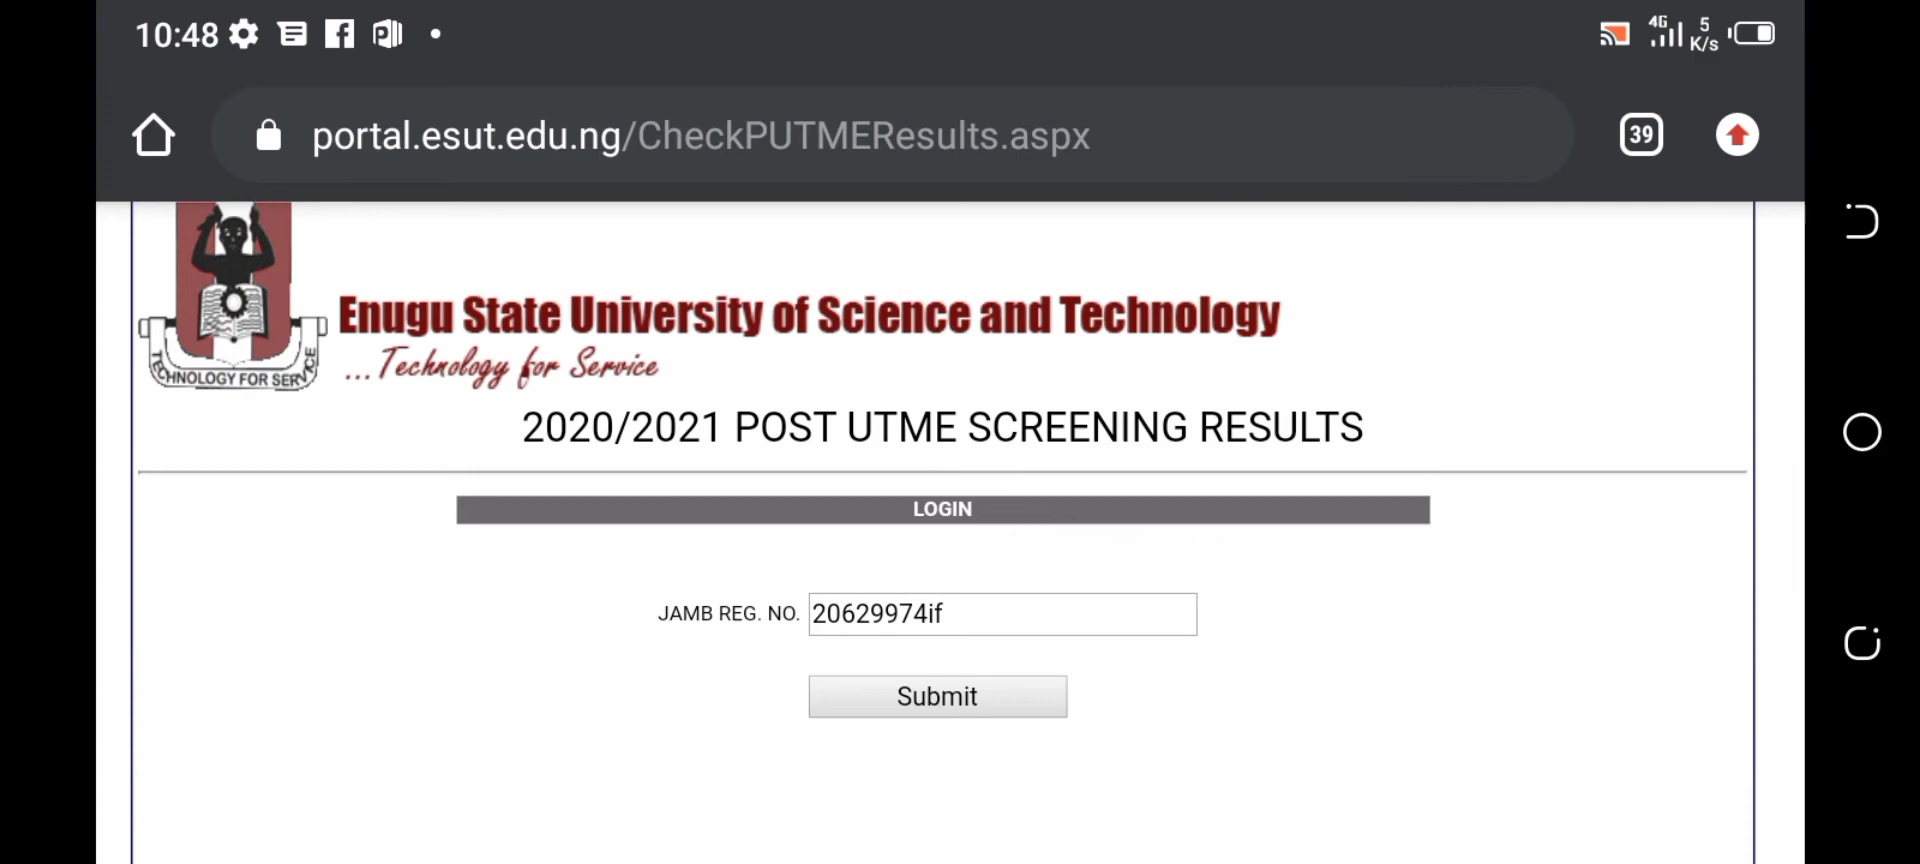 10:48
4G 5 K/s
portal.esut.edu.ng/CheckPUTMEResults.aspx
39
TECHNOLOGY FOR SERVICE
Enugu State University of Science and Technology
...Technology for Service
2020/2021 POST UTME SCREENING RESULTS
LOGIN
JAMB REG. NO. 20629974if
Submit